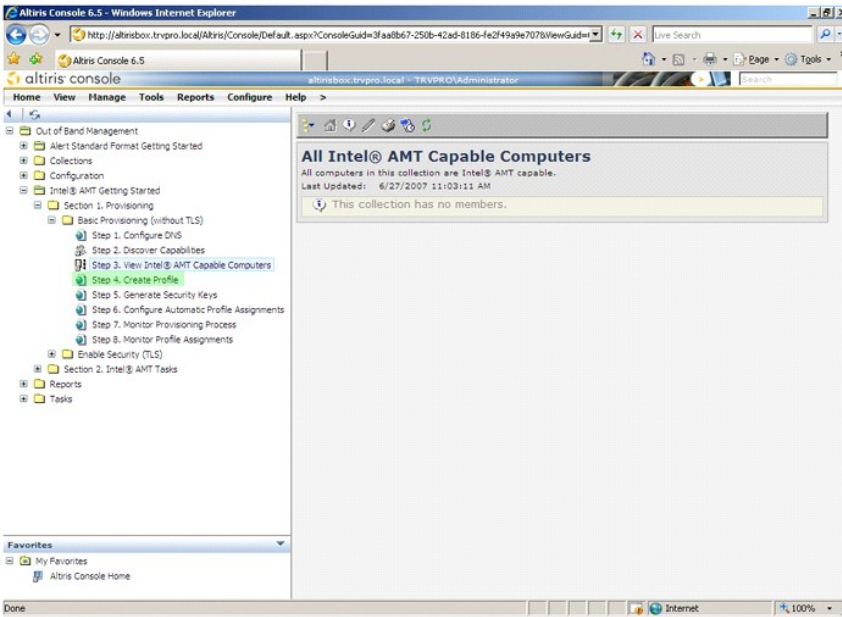 Altiris Console 6.5 - Windows Internet Explorer
http://altirisbox.trvpro.local/Altiris/Console/Default.aspx?ConsoleGuid=3faa8b67-250b-42ad-8186-fe2f49a9e707&ViewGuid=
Live Search
Altiris Console 6.5
Page
Tools
altiris console
altirisbox.trvpro.local - TRVPRO\Administrator
Search
Home View Manage Tools Reports Configure Help >
Out of Band Management
Alert Standard Format Getting Started
Collections
Configuration
Intel® AMT Getting Started
Section 1. Provisioning
Basic Provisioning (without TLS)
Step 1. Configure DNS
Step 2. Discover Capabilities
Step 3. View Intel® AMT Capable Computers
Step 4. Create Profile
Step 5. Generate Security Keys
Step 6. Configure Automatic Profile Assignments
Step 7. Monitor Provisioning Process
Step 8. Monitor Profile Assignments
Enable Security (TLS)
Section 2. Intel® AMT Tasks
Reports
Tasks
All Intel® AMT Capable Computers
All computers in this collection are Intel® AMT capable.
Last Updated: 6/27/2007 11:03:11 AM
This collection has no members.
Favorites
My Favorites
Altiris Console Home
Done
Internet
100%